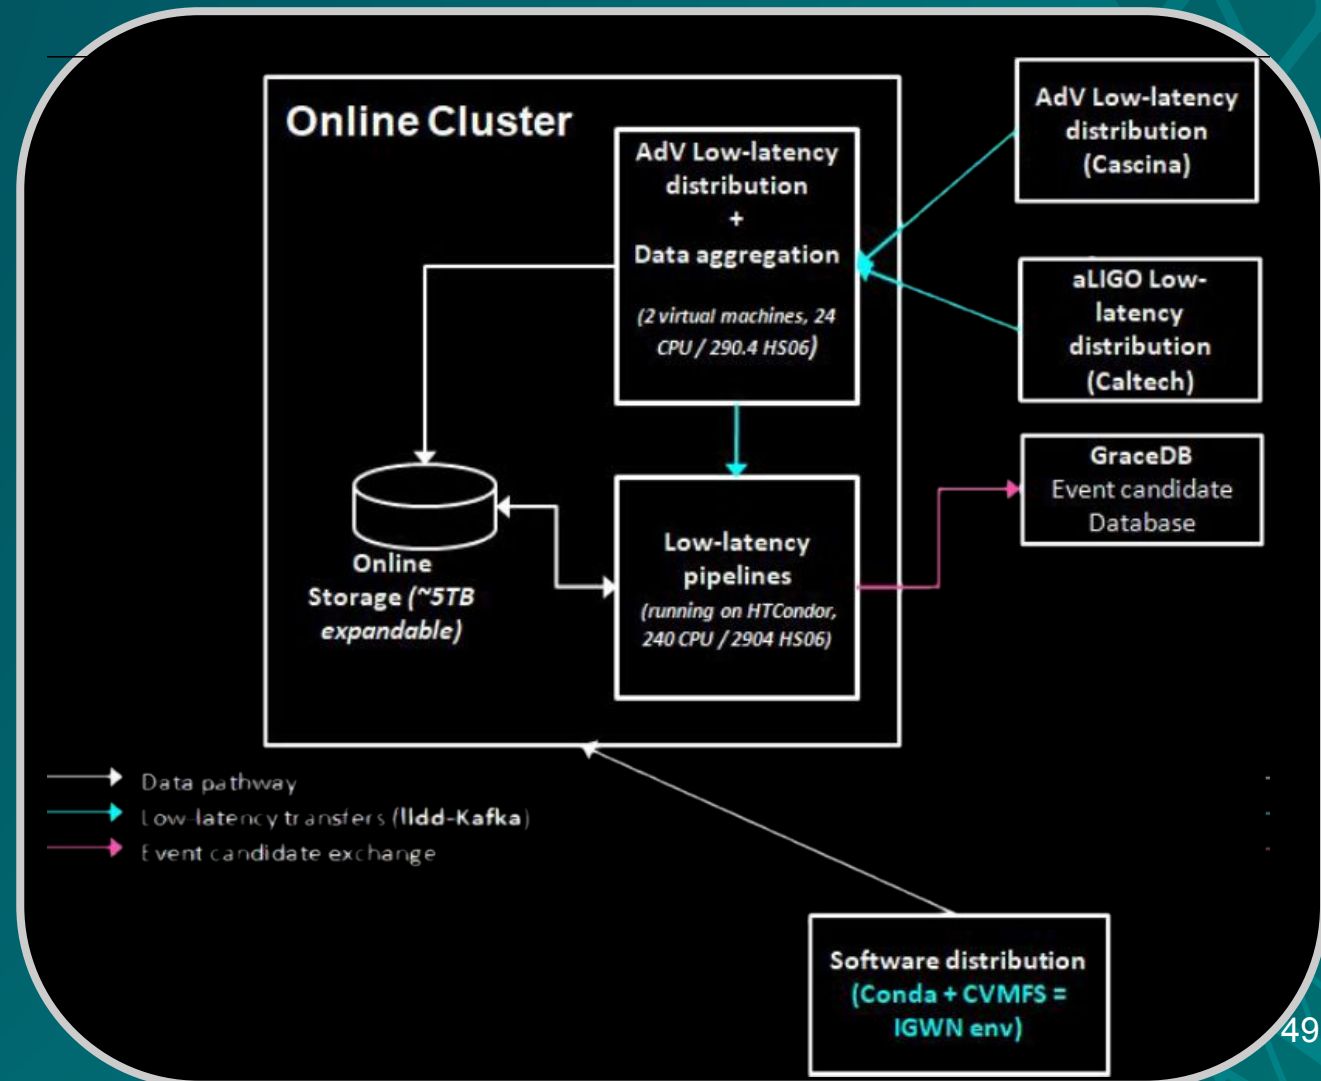 Online Cluster
AdV Low-latency
distribution
+
Data aggregation
(2 virtual machines, 24
CPU / 290.4 HS06)
AdV Low-latency
distribution
(Cascina)
aLIGO Low-
latency
distribution
(Caltech)
GraceDB
Event candidate
Database
Online
Storage (~5TB
expandable)
Low-latency
pipelines
(running on HTCondor,
240 CPU / 2904 HS06)
Data pathway
Low-latency transfers (lldd-Kafka)
Event candidate exchange
Software distribution
(Conda + CVMFS =
IGWN env)
49